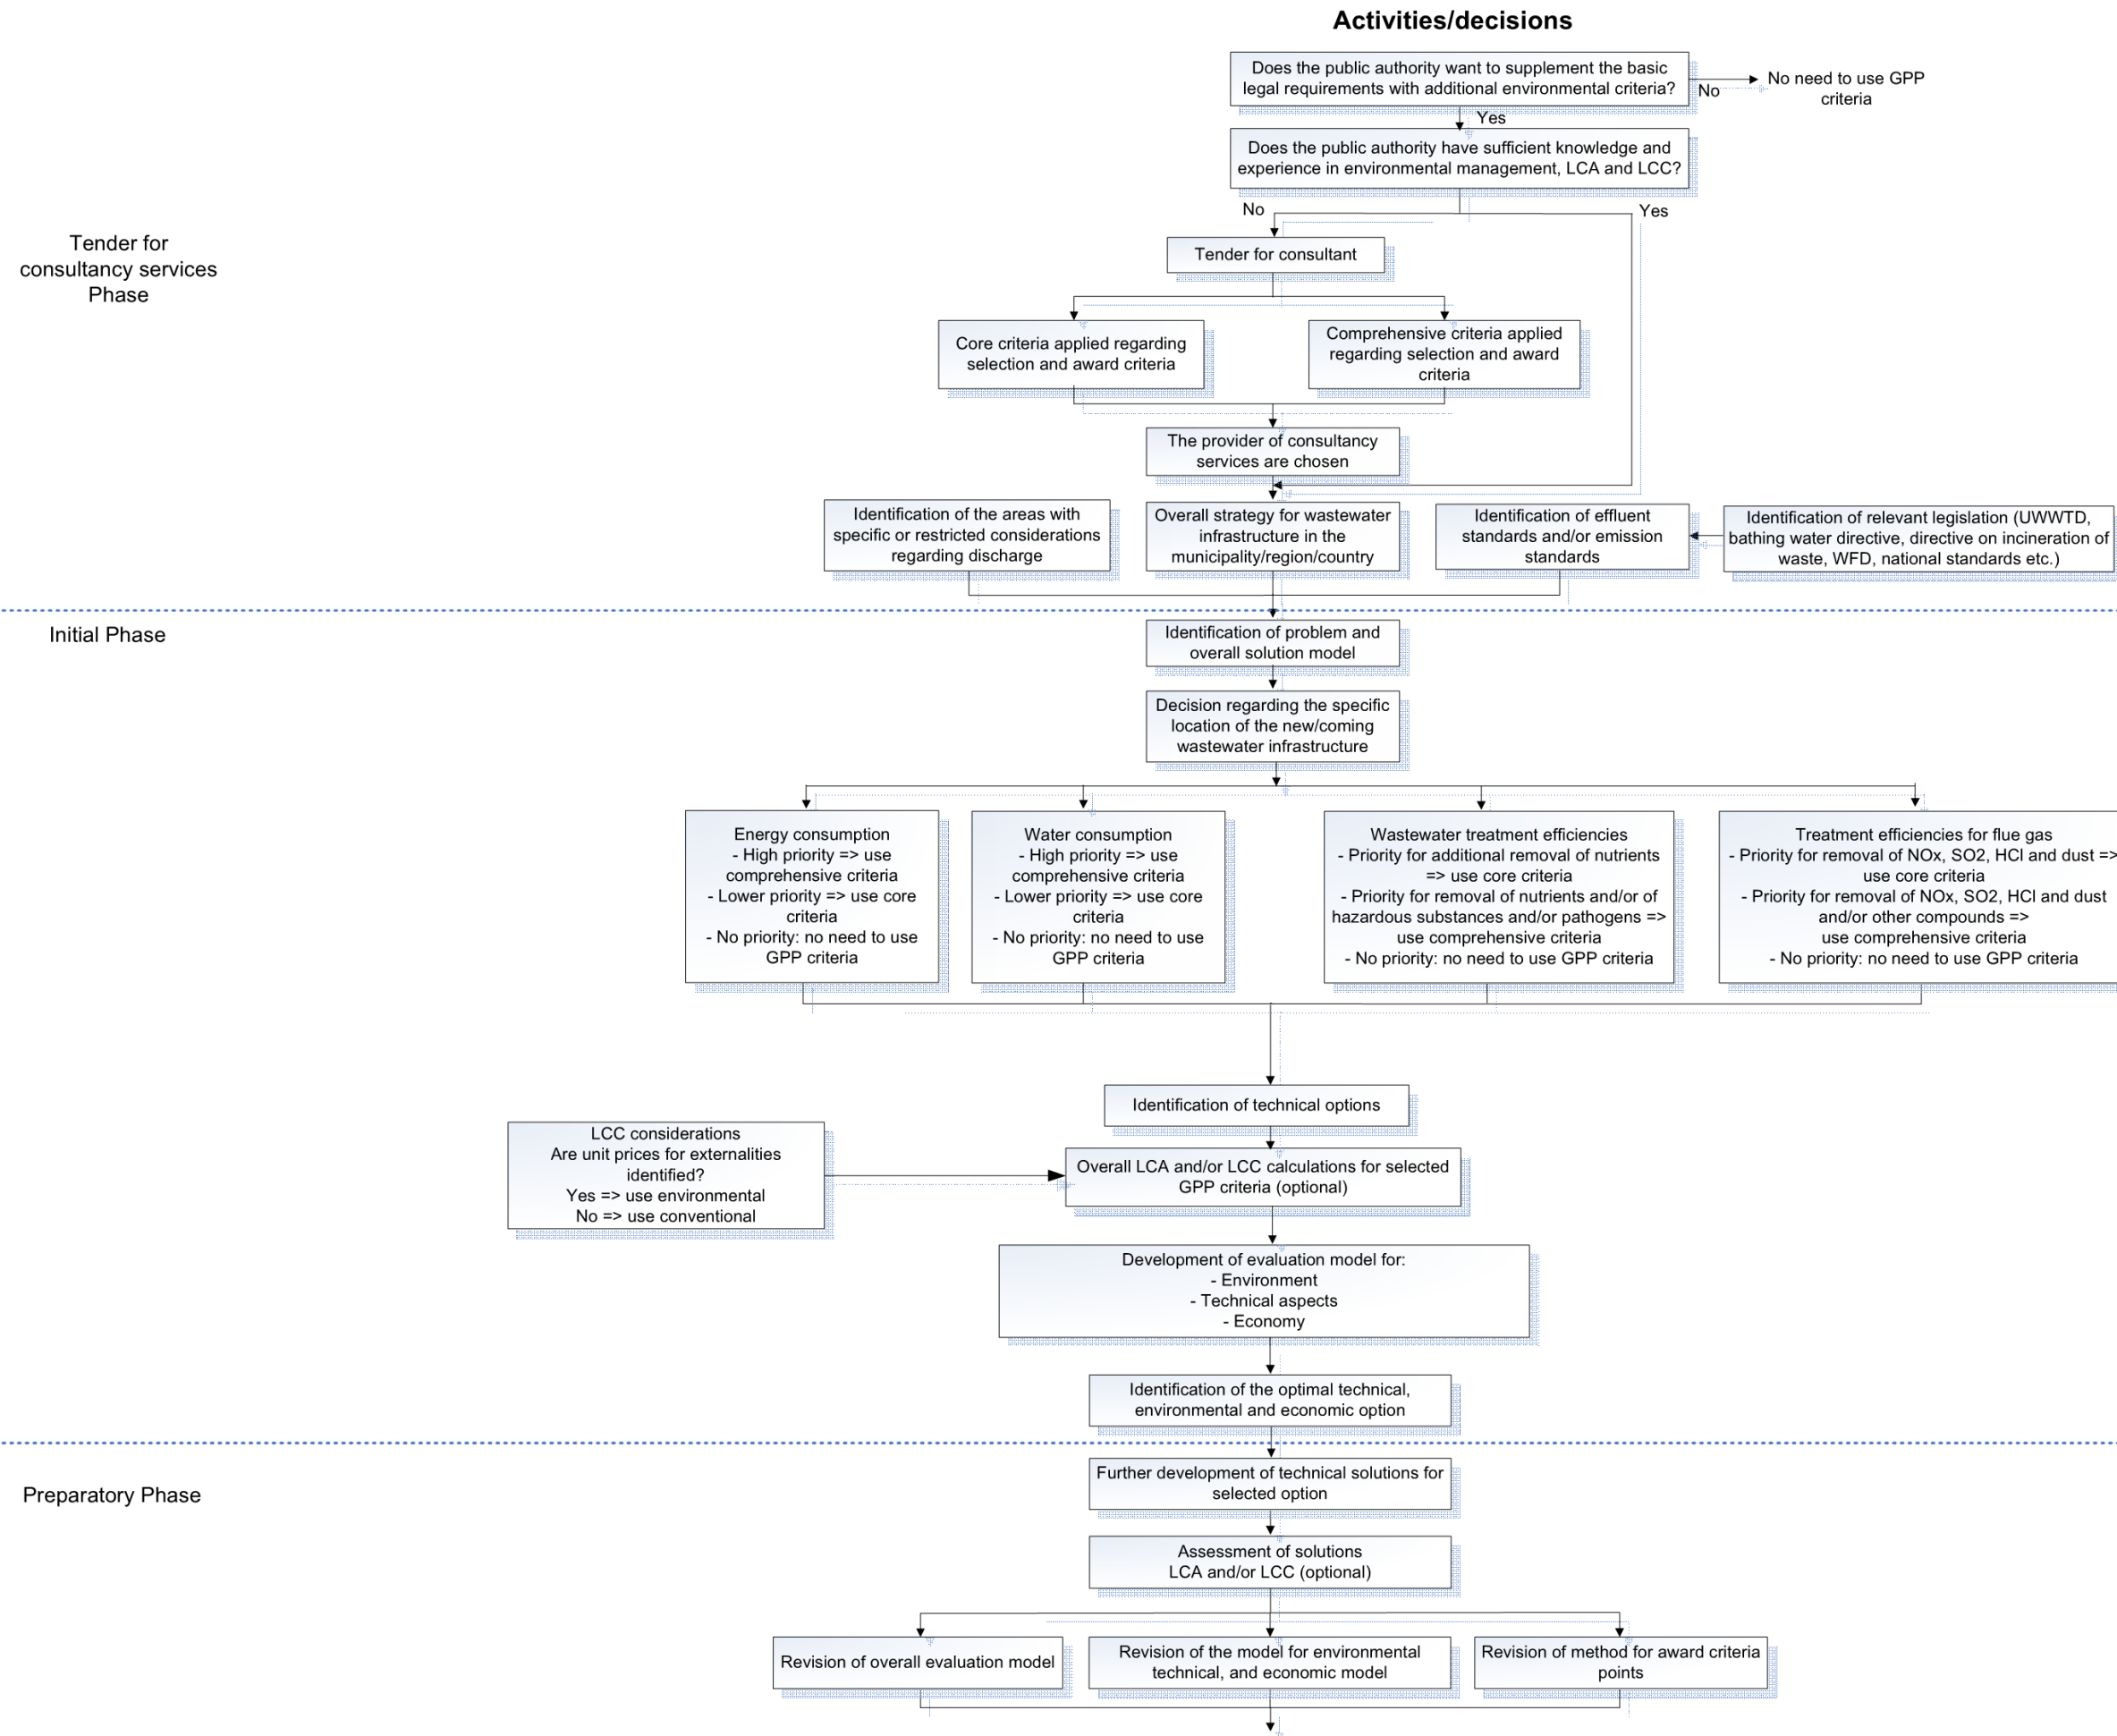 Activities/decisions
Does the public authority want to supplement the basic
legal requirements with additional environmental criteria?
No
No need to use GPP
criteria
Yes
Does the public authority have sufficient knowledge and
experience in environmental management, LCA and LCC?
No
Yes
Tender for
consultancy services
Phase
Tender for consultant
Core criteria applied regarding
selection and award criteria
Comprehensive criteria applied
regarding selection and award
criteria
The provider of consultancy
services are chosen
Identification of the areas with
specific or restricted considerations
regarding discharge
Overall strategy for wastewater
infrastructure in the
municipality/region/country
Identification of effluent
standards and/or emission
standards
Identification of relevant legislation (UWWTD,
bathing water directive, directive on incineration of
waste, WFD, national standards etc.)
Initial Phase
Identification of problem and
overall solution model
Decision regarding the specific
location of the new/coming
wastewater infrastructure
Energy consumption
- High priority => use
comprehensive criteria
- Lower priority => use core
criteria
- No priority: no need to use
GPP criteria
Water consumption
- High priority => use
comprehensive criteria
- Lower priority => use core
criteria
- No priority: no need to use
GPP criteria
Wastewater treatment efficiencies
- Priority for additional removal of nutrients
=> use core criteria
- Priority for removal of nutrients and/or of
hazardous substances and/or pathogens =>
use comprehensive criteria
- No priority: no need to use GPP criteria
Treatment efficiencies for flue gas
- Priority for removal of NOx, SO2, HCl and dust =>
use core criteria
- Priority for removal of NOx, SO2, HCl and dust
and/or other compounds =>
use comprehensive criteria
- No priority: no need to use GPP criteria
Identification of technical options
LCC considerations
Are unit prices for externalities
identified?
Yes => use environmental
No => use conventional
Overall LCA and/or LCC calculations for selected
GPP criteria (optional)
Development of evaluation model for:
- Environment
- Technical aspects
- Economy
Identification of the optimal technical,
environmental and economic option
Preparatory Phase
Further development of technical solutions for
selected option
Assessment of solutions
LCA and/or LCC (optional)
Revision of overall evaluation model
Revision of the model for environmental
technical, and economic model
Revision of method for award criteria
points